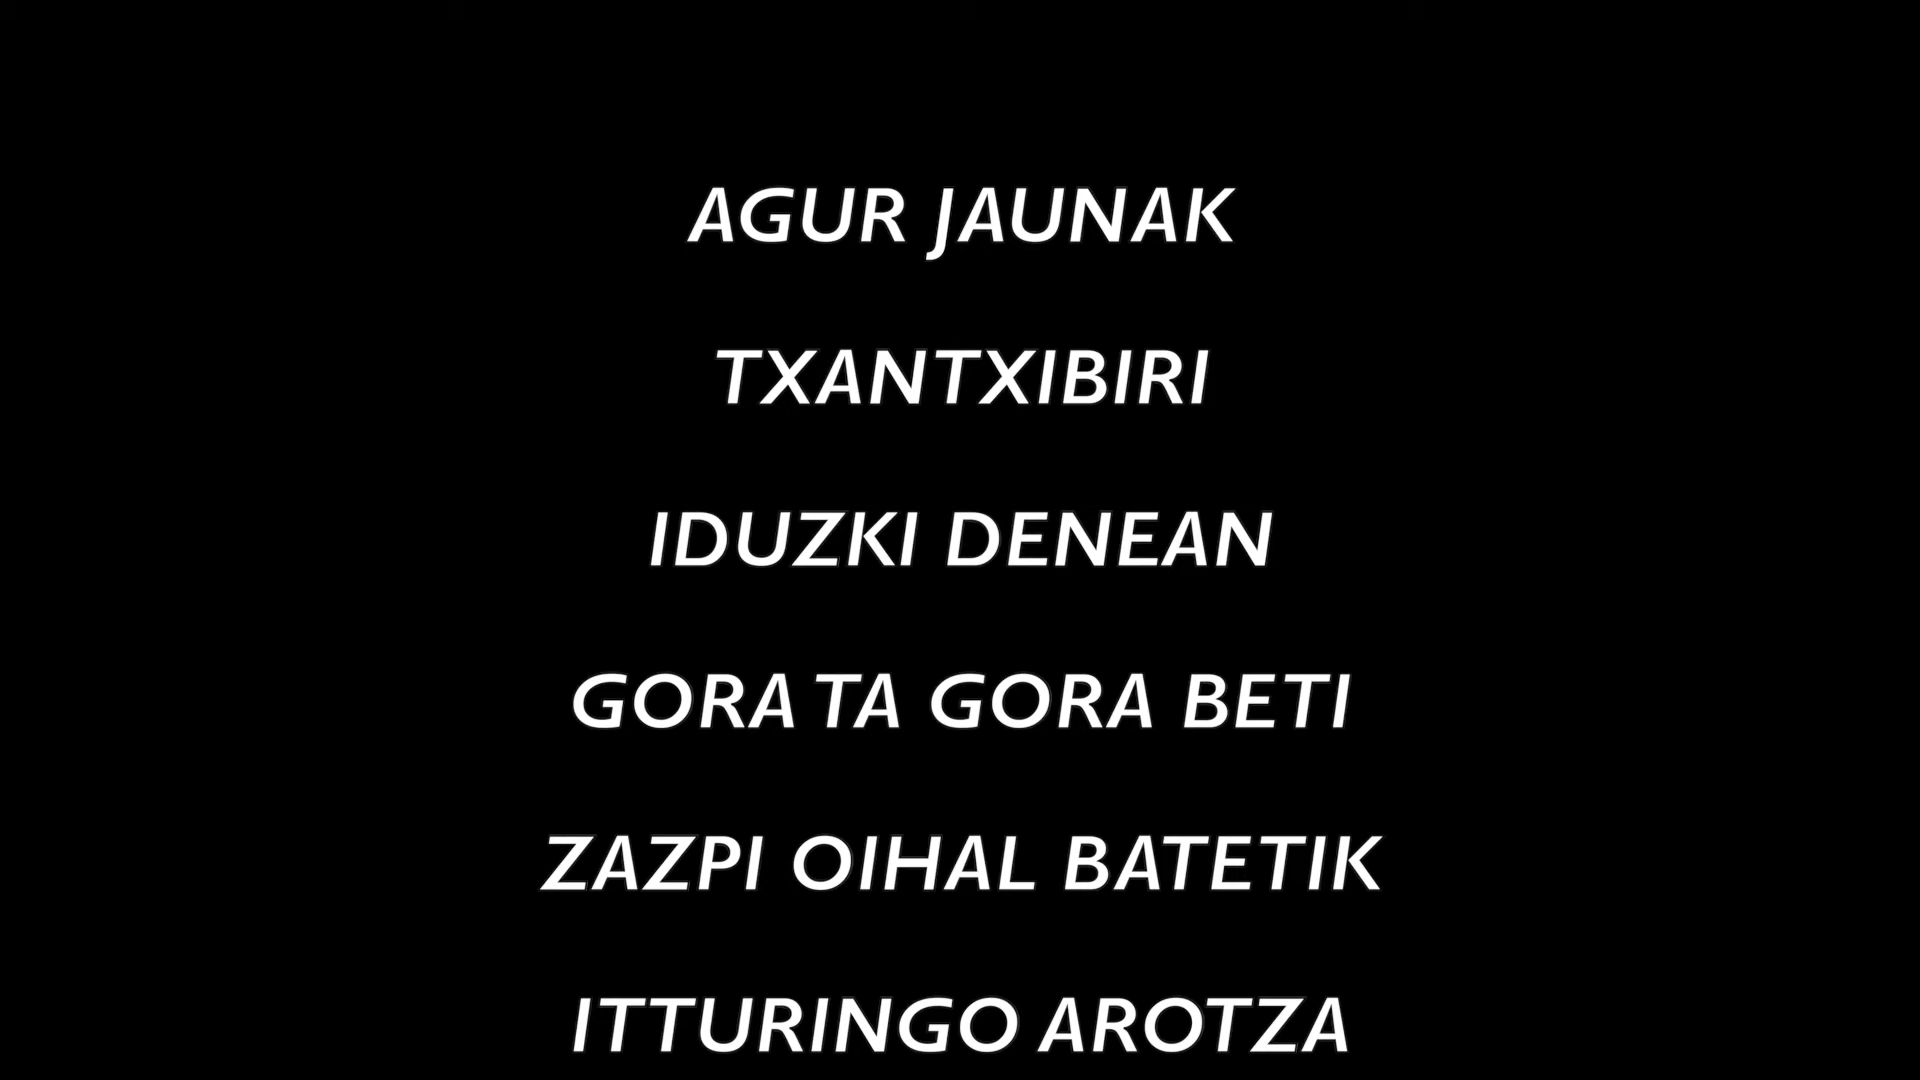 AGUR JAUNAK
TXANTXIBIRI
IDUZKI DENEAN
GORA TA GORA BETI
ZAZPI OIHAL BATETIK
ITTURINGO AROTZA